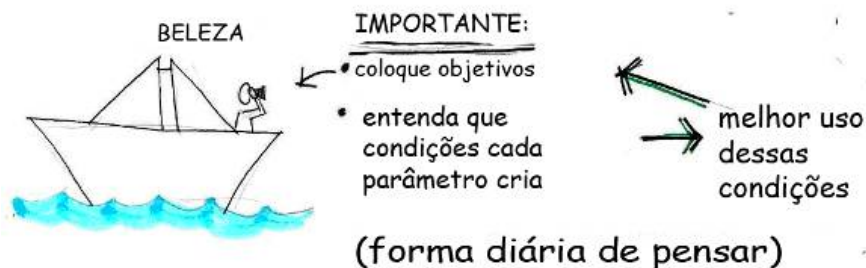 BELEZA
IMPORTANTE:
• coloque objetivos
• entenda que
condições cada
parâmetro cria
melhor uso
dessas
condições
(forma diária de pensar)